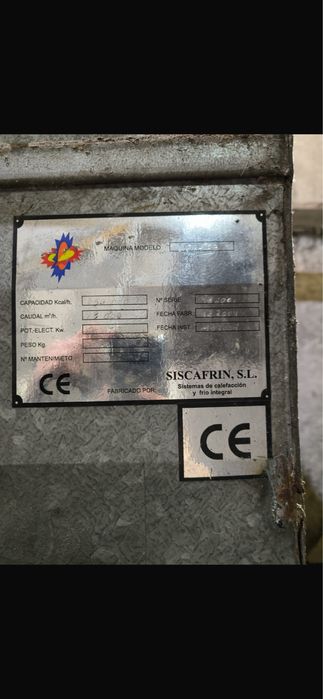 MAQUINA MODELO
CAPACIDAD Kcal/h.
Nº SERIE
CAUDAL m³/h.
FECHA FABR.
POT.-ELECT. Kw.
FECHA INST
PESO Kg.
Nº MANTENIMIETO
CE
FABRICADO POR:
SISCAFRIN, S.L.
Sistemas de calefacción
y frio integral
CE